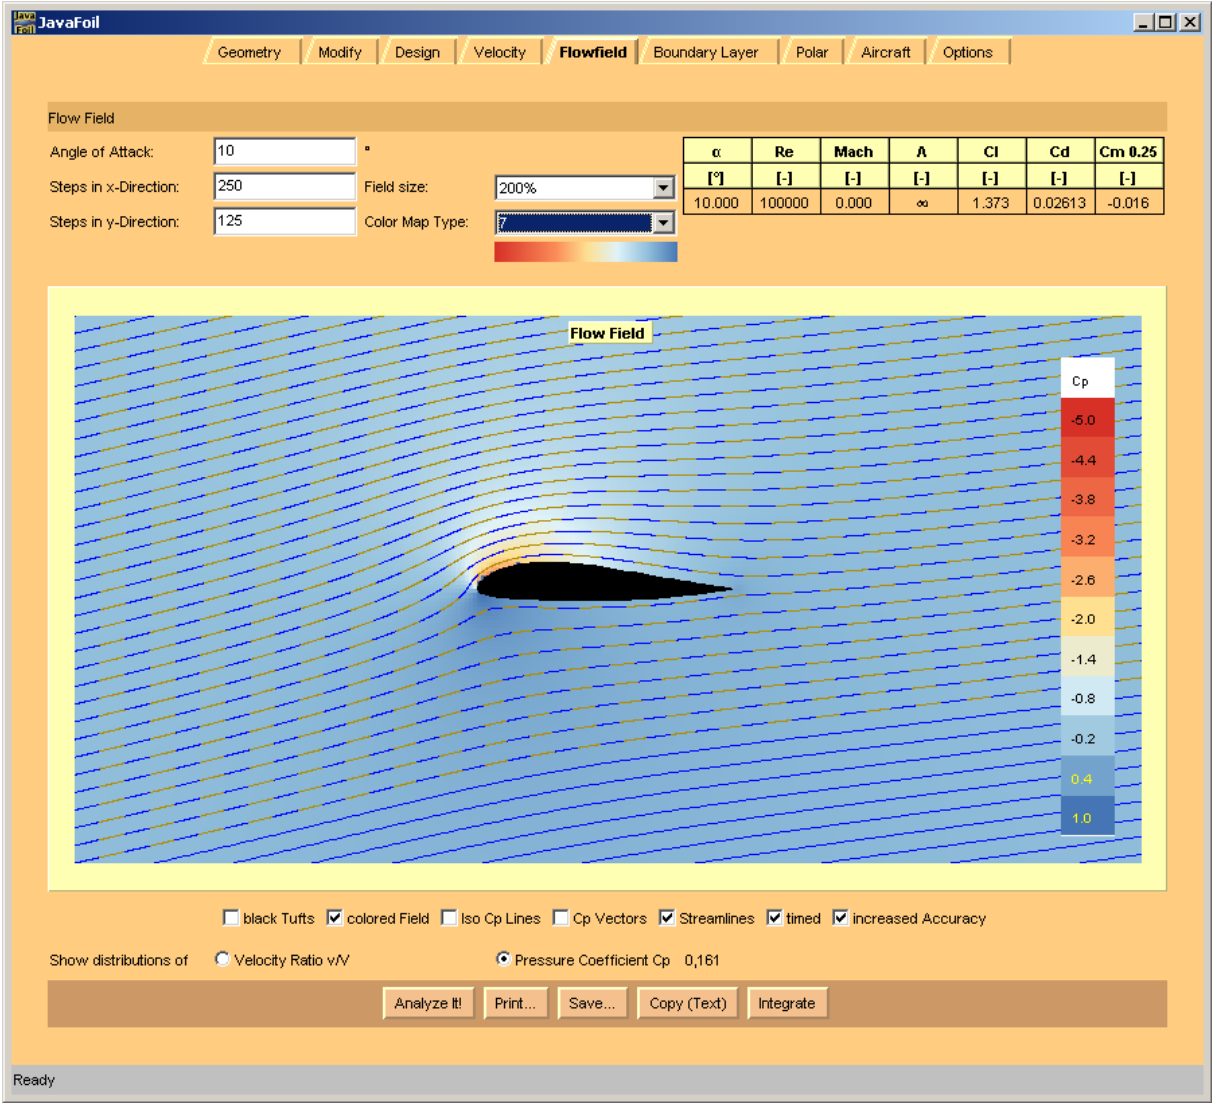 Java Foil JavaFoil
Geometry Modify Design Velocity Flowfield Boundary Layer Polar Aircraft Options
Flow Field
Angle of Attack: 10 °
Steps in x-Direction: 250 Field size: 200%
Steps in y-Direction: 125 Color Map Type: 7
α Re Mach Λ Cl Cd Cm 0.25
[°] [-] [-] [-] [-] [-] [-]
10.000 100000 0.000 ∞ 1.373 0.02613 -0.016
Flow Field
Cp
-5.0
-4.4
-3.8
-3.2
-2.6
-2.0
-1.4
-0.8
-0.2
0.4
1.0
black Tufts colored Field Iso Cp Lines Cp Vectors Streamlines timed increased Accuracy
Show distributions of Velocity Ratio v/V Pressure Coefficient Cp 0,161
Analyze It! Print... Save... Copy (Text) Integrate
Ready